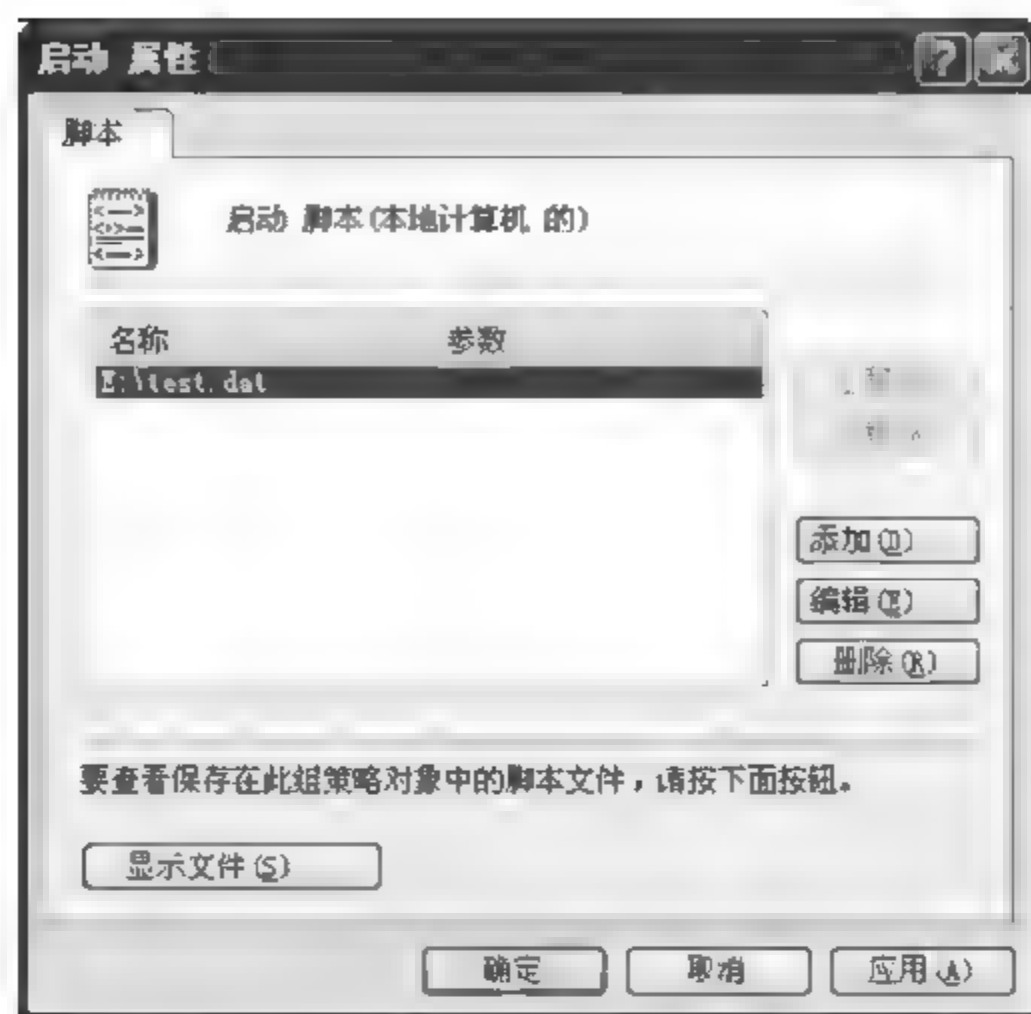 启动 属性
脚本
启动 脚本(本地计算机 的)
名称 参数
E:\test.dat
添加(D)
编辑(E)
删除(R)
要查看保存在此组策略对象中的脚本文件，请按下面按钮。
显示文件(S)
确定 取消 应用(A)